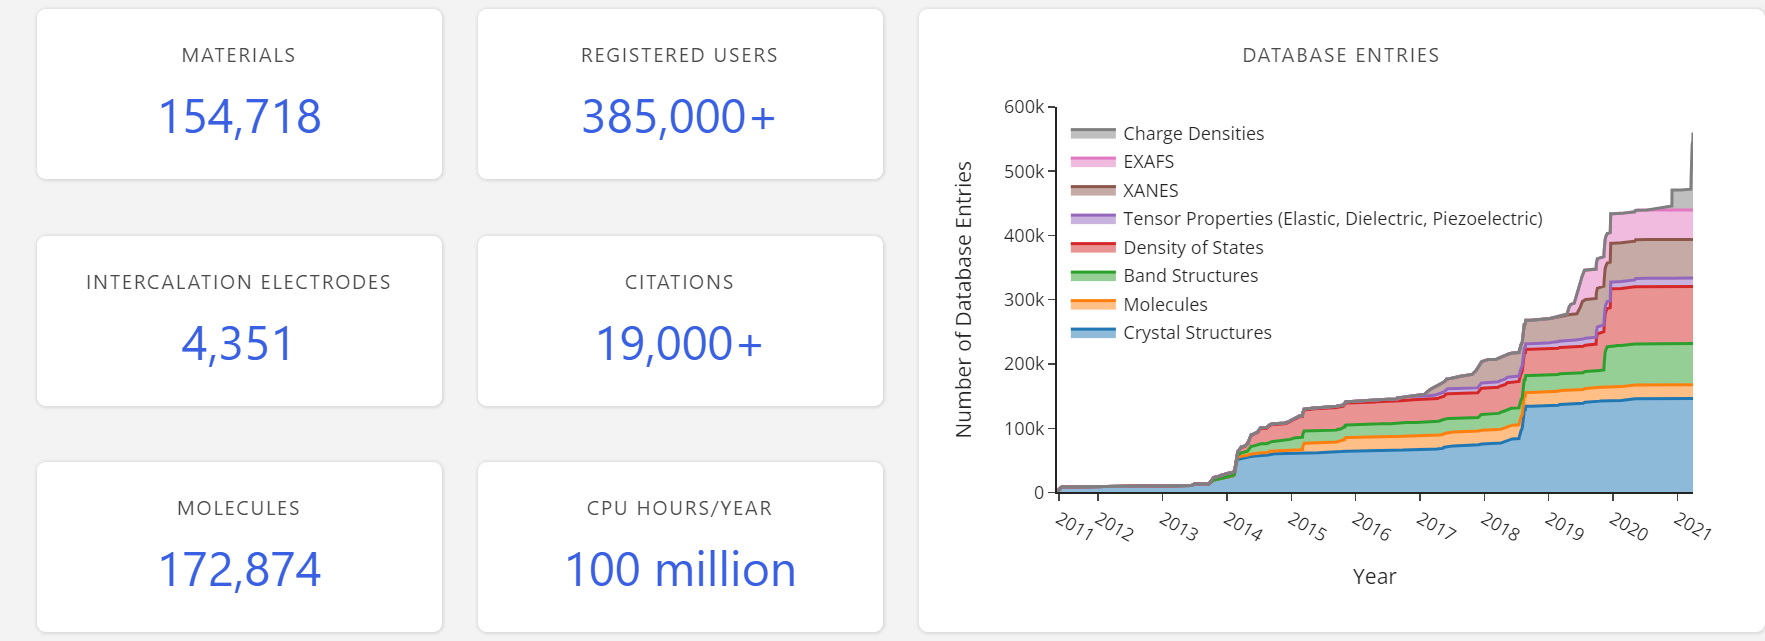 MATERIALS
154,718
REGISTERED USERS
385,000+
INTERCALATION ELECTRODES
4,351
CITATIONS
19,000+
MOLECULES
172,874
CPU HOURS/YEAR
100 million
DATABASE ENTRIES
Number of Database Entries
600k
500k
400k
300k
200k
100k
0
Charge Densities
EXAFS
XANES
Tensor Properties (Elastic, Dielectric, Piezoelectric)
Density of States
Band Structures
Molecules
Crystal Structures
2011 2012 2013 2014 2015 2016 2017 2018 2019 2020 2021
Year